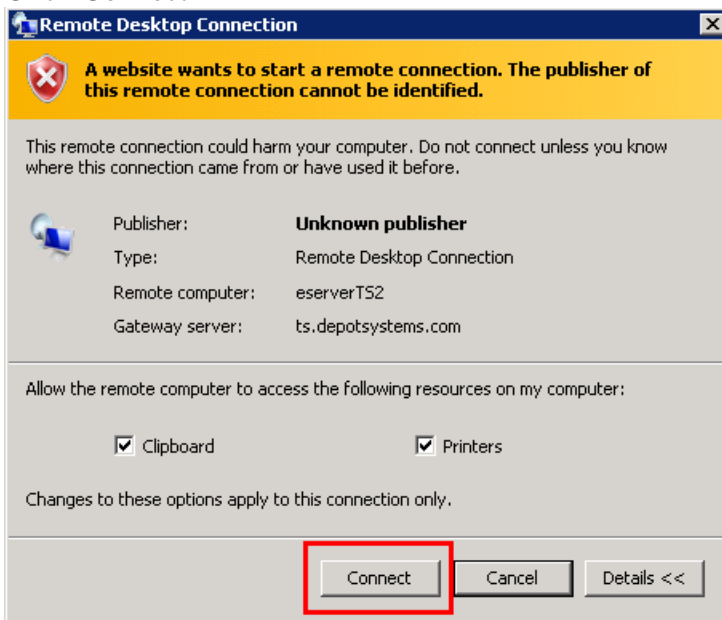 Remote Desktop Connection
A website wants to start a remote connection. The publisher of
this remote connection cannot be identified.
This remote connection could harm your computer. Do not connect unless you know
where this connection came from or have used it before.
Publisher: Unknown publisher
Type: Remote Desktop Connection
Remote computer: eserverTS2
Gateway server: ts.depotsystems.com
Allow the remote computer to access the following resources on my computer:
Clipboard Printers
Changes to these options apply to this connection only.
Connect Cancel Details <<